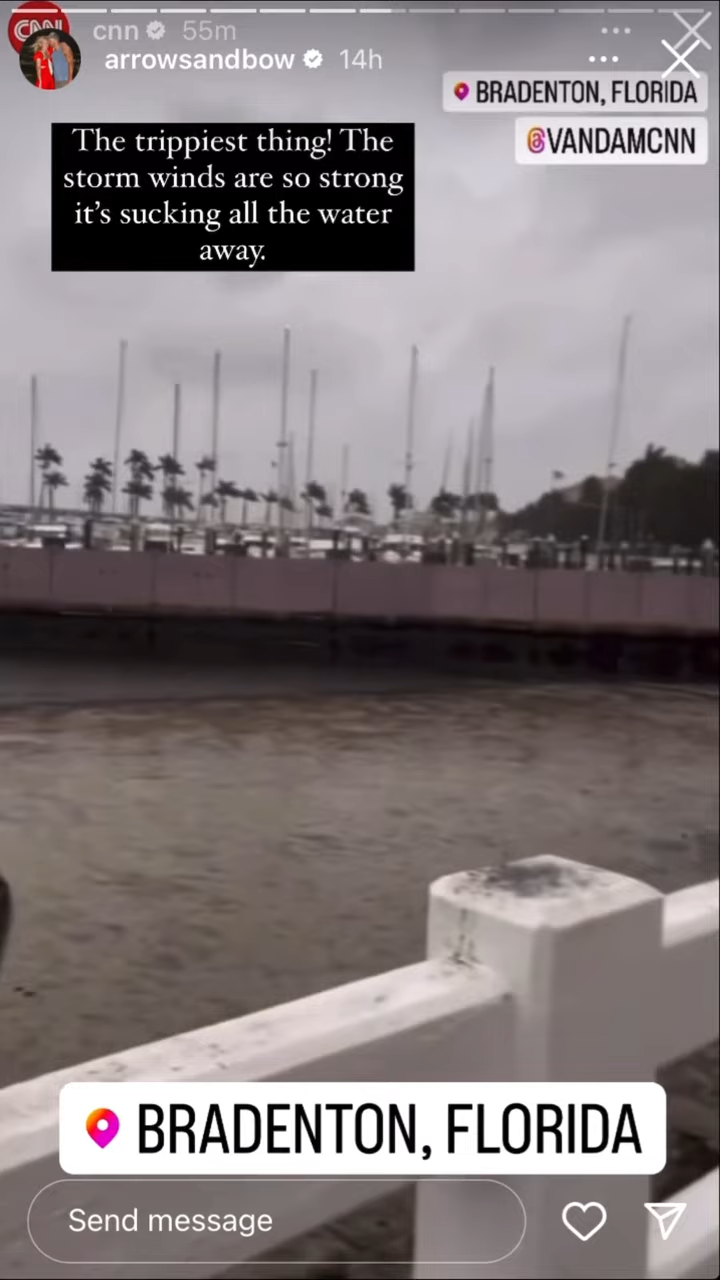 CNN
cnn 55m
arrowsandbow 14h
BRADENTON, FLORIDA
@VANDAMCNN
The trippiest thing! The
storm winds are so strong
it's sucking all the water
away.
BRADENTON, FLORIDA
Send message